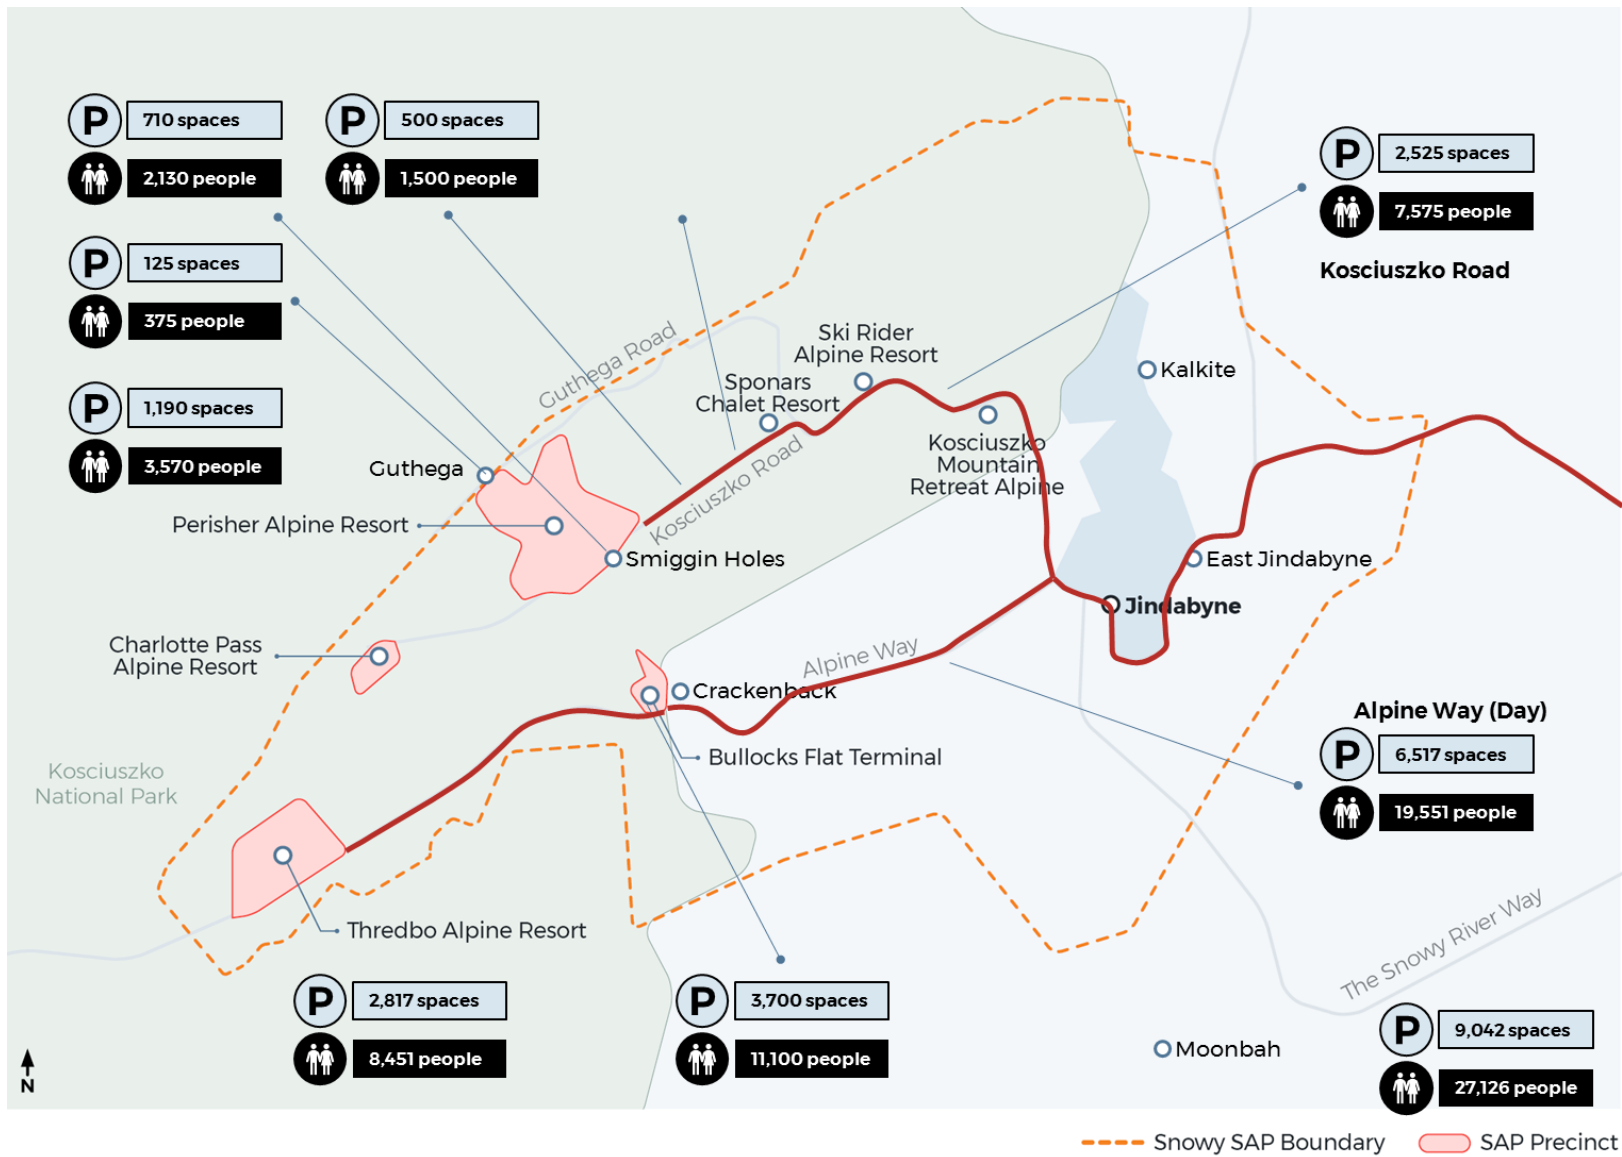 P 710 spaces
2,130 people
P 500 spaces
1,500 people
P 125 spaces
375 people
P 1,190 spaces
3,570 people
P 2,525 spaces
7,575 people
Kosciuszko Road
Guthega Road
Ski Rider
Alpine Resort
Sponars
Chalet Resort
Kalkite
Kosciuszko
Mountain
Retreat Alpine
Kosciuszko Road
Guthega
Perisher Alpine Resort
Smiggin Holes
East Jindabyne
Jindabyne
Charlotte Pass
Alpine Resort
Alpine Way
Crackenback
Bullocks Flat Terminal
Alpine Way (Day)
P 6,517 spaces
19,551 people
Kosciuszko
National Park
Thredbo Alpine Resort
P 2,817 spaces
8,451 people
P 3,700 spaces
11,100 people
The Snowy River Way
Moonbah
P 9,042 spaces
27,126 people
N
Snowy SAP Boundary
SAP Precinct